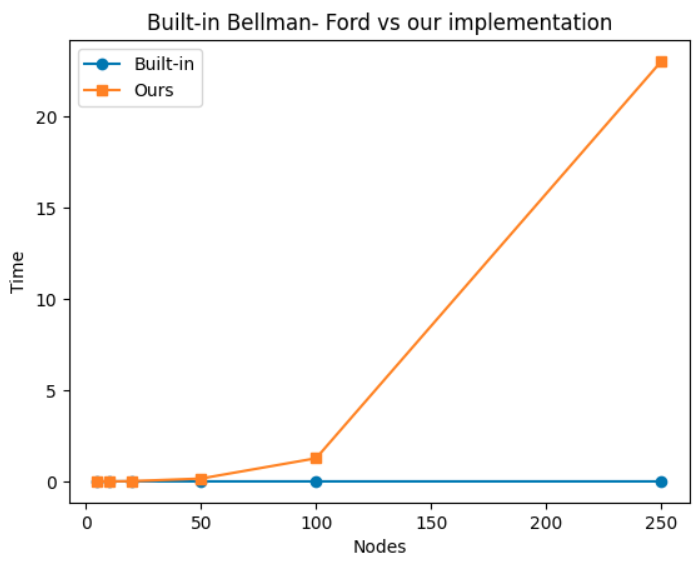 Built-in Bellman- Ford vs our implementation
Built-in
Ours
20
15
10
5
0
Time
0 50 100 150 200 250
Nodes